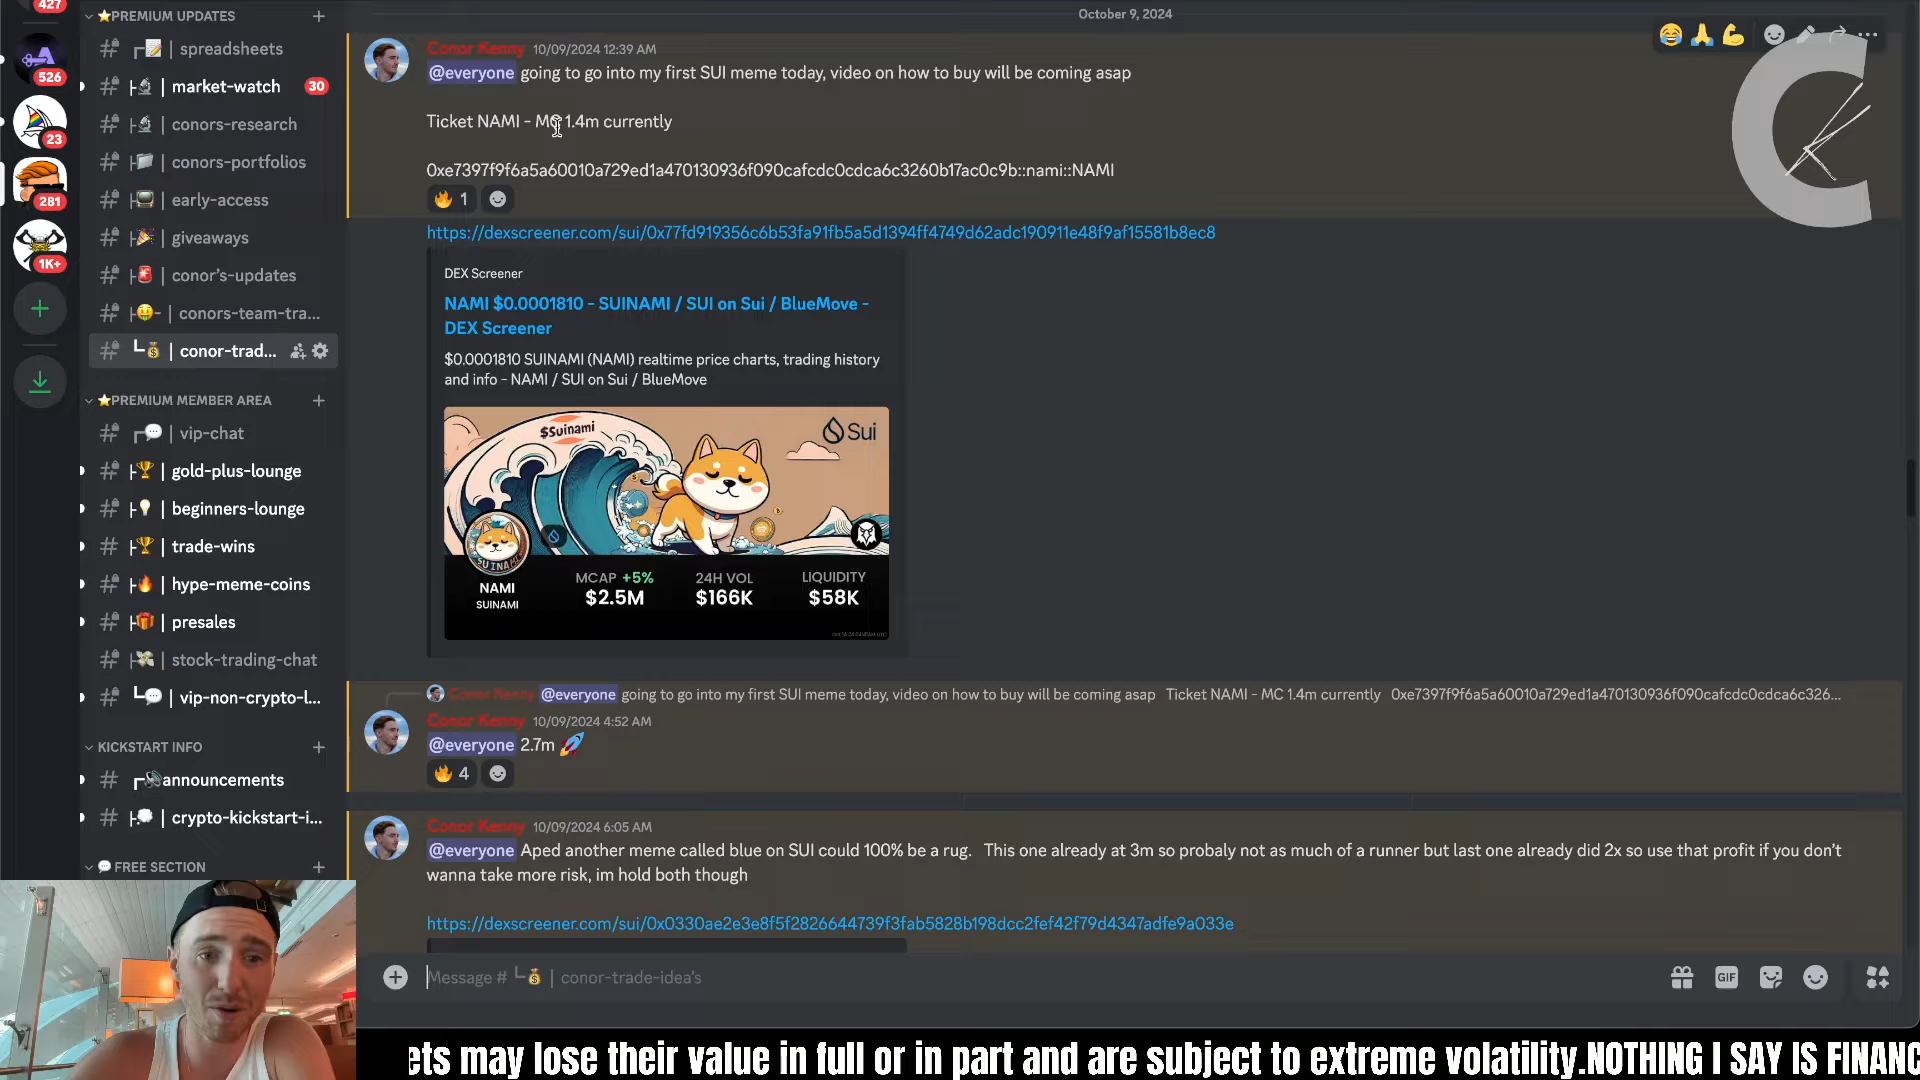 427
526
23
281
1K+
PREMIUM UPDATES
spreadsheets
market-watch 30
conors-research
conors-portfolios
early-access
giveaways
conor's-updates
conors-team-tra...
conor-trad...
PREMIUM MEMBER AREA
vip-chat
gold-plus-lounge
beginners-lounge
trade-wins
hype-meme-coins
presales
stock-trading-chat
vip-non-crypto-l...
KICKSTART INFO
announcements
crypto-kickstart-i...
FREE SECTION
October 9, 2024
Conor Kenny 10/09/2024 12:39 AM
@everyone going to go into my first SUI meme today, video on how to buy will be coming asap
Ticket NAMI - MC 1.4m currently
0xe7397f9f6a5a60010a729ed1a470130936f090cafcdc0cdca6c3260b17ac0c9b::nami::NAMI
1
https://dexscreener.com/sui/0x77fd919356c6b53fa91fb5a5d1394ff4749d62adc190911e48f9af15581b8ec8
DEX Screener
NAMI $0.0001810 - SUINAMI / SUI on Sui / BlueMove -
DEX Screener
$0.0001810 SUINAMI (NAMI) realtime price charts, trading history
and info - NAMI / SUI on Sui / BlueMove
$Suinami
Sui
NAMI
SUINAMI
MCAP +5%
$2.5M
24H VOL
$166K
LIQUIDITY
$58K
Conor Kenny @everyone going to go into my first SUI meme today, video on how to buy will be coming asap Ticket NAMI - MC 1.4m currently 0xe7397f9f6a5a60010a729ed1a470130936f090cafcdc0cdca6c326...
Conor Kenny 10/09/2024 4:52 AM
@everyone 2.7m
4
Conor Kenny 10/09/2024 6:05 AM
@everyone Aped another meme called blue on SUI could 100% be a rug. This one already at 3m so probaly not as much of a runner but last one already did 2x so use that profit if you don't
wanna take more risk, im hold both though
https://dexscreener.com/sui/0x0330ae2e3e8f5f2826644739f3fab5828b198dcc2fef42f79d4347adfe9a033e
Message # conor-trade-idea's
GIF
ets may lose their value in full or in part and are subject to extreme volatility.NOTHING I SAY IS FINANC